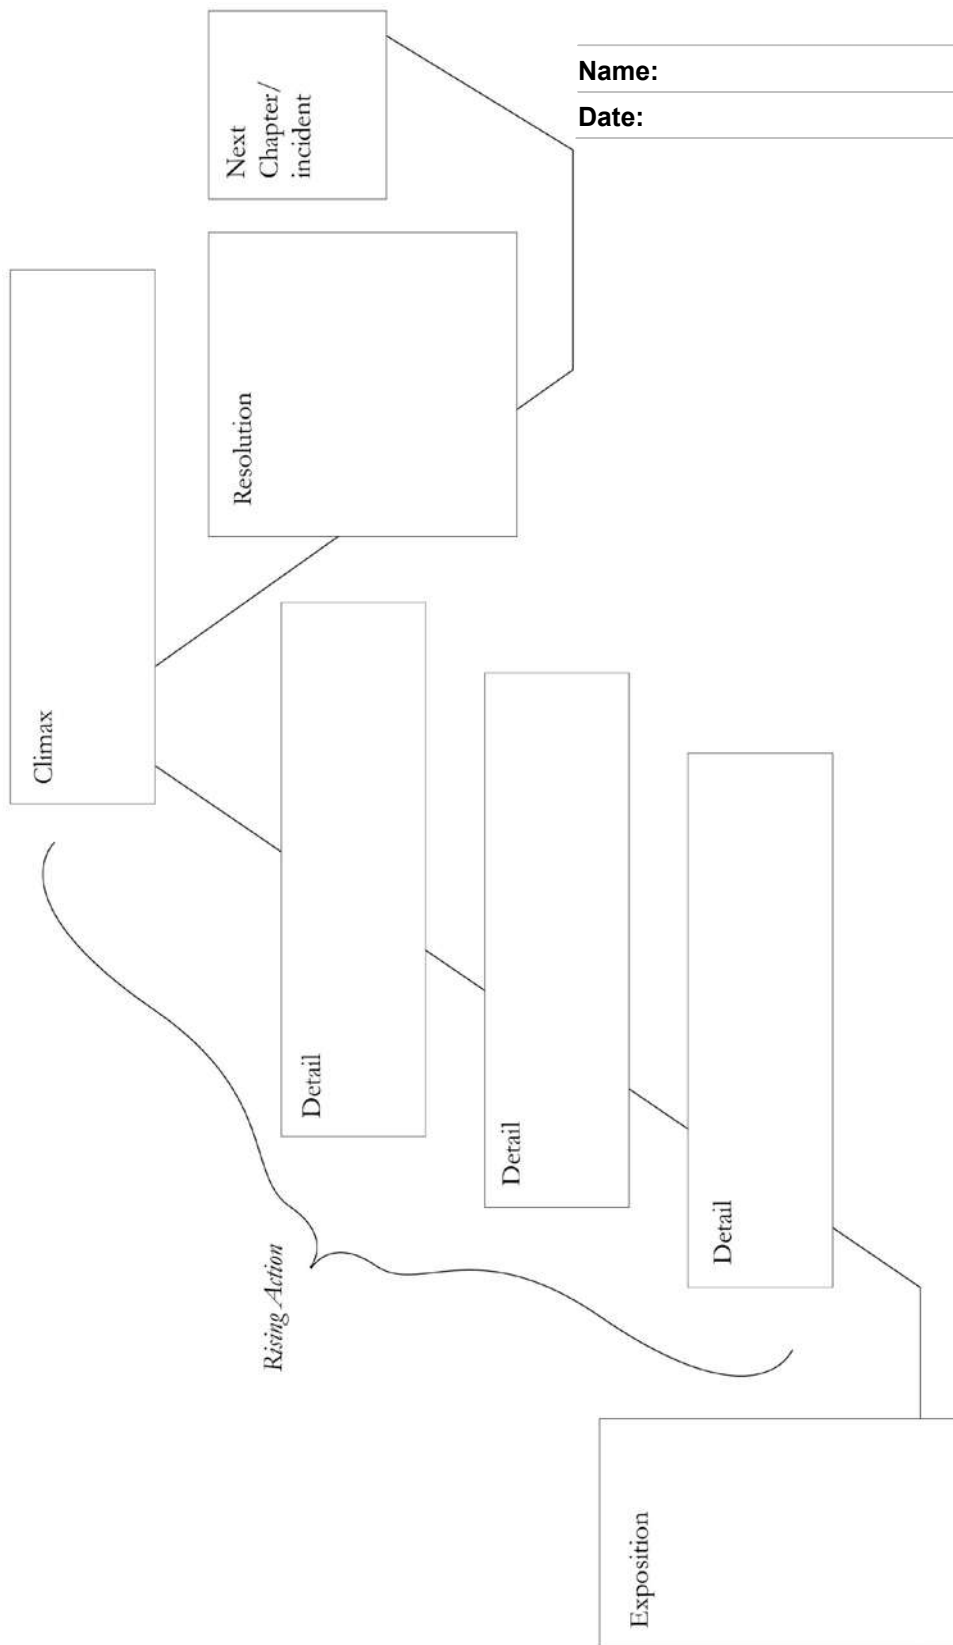 Name:
Date:
Exposition
Rising Action
Detail
Detail
Detail
Climax
Resolution
Next
Chapter/
incident